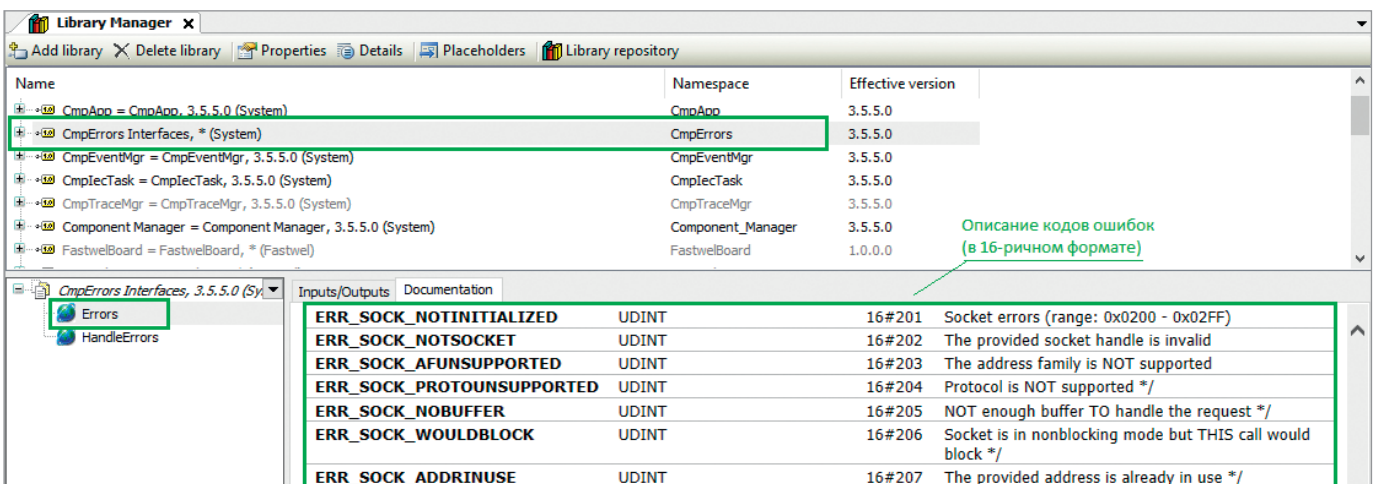 Library Manager x
Add library Delete library Properties Details Placeholders Library repository
Name Namespace Effective version
CmpApp = CmpApp, 3.5.5.0 (System) CmpApp 3.5.5.0
CmpErrors Interfaces, * (System) CmpErrors 3.5.5.0
CmpEventMgr = CmpEventMgr, 3.5.5.0 (System) CmpEventMgr 3.5.5.0
CmpIecTask = CmpIecTask, 3.5.5.0 (System) CmpIecTask 3.5.5.0
CmpTraceMgr = CmpTraceMgr, 3.5.5.0 (System) CmpTraceMgr 3.5.5.0
Component Manager = Component Manager, 3.5.5.0 (System) Component_Manager 3.5.5.0
FastwelBoard = FastwelBoard, * (Fastwel) FastwelBoard 1.0.0.0
Описание кодов ошибок
(в 16-ричном формате)
CmpErrors Interfaces, 3.5.5.0 (Sy
Errors
HandleErrors
Inputs/Outputs Documentation
ERR_SOCK_NOTINITIALIZED UDINT 16#201 Socket errors (range: 0x0200 - 0x02FF)
ERR_SOCK_NOTSOCKET UDINT 16#202 The provided socket handle is invalid
ERR_SOCK_AFUNSUPPORTED UDINT 16#203 The address family is NOT supported
ERR_SOCK_PROTOUNSUPPORTED UDINT 16#204 Protocol is NOT supported */
ERR_SOCK_NOBUFFER UDINT 16#205 NOT enough buffer TO handle the request */
ERR_SOCK_WOULDBLOCK UDINT 16#206 Socket is in nonblocking mode but THIS call would
block */
ERR_SOCK_ADDRINUSE UDINT 16#207 The provided address is already in use */